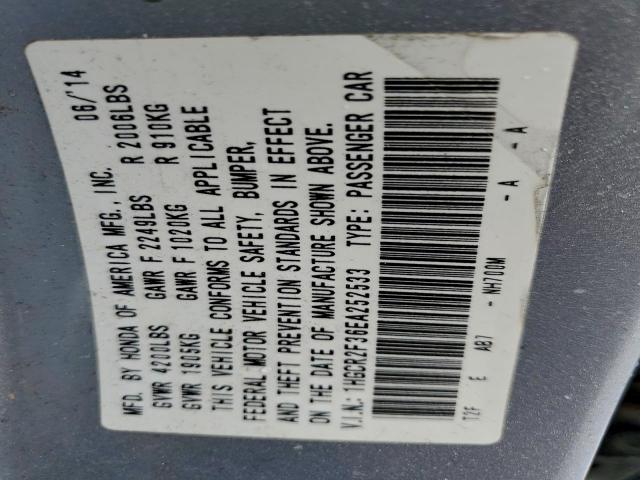 MFD. BY HONDA OF AMERICA MFG., INC. 06/'14
GVWR 4200LBS GAWR F 2249LBS R 2006LBS
GVWR 1915KG GAWR F 1020KG R 910KG
THIS VEHICLE CONFORMS TO ALL APPLICABLE
FEDERAL MOTOR VEHICLE SAFETY, BUMPER,
AND THEFT PREVENTION STANDARDS IN EFFECT
ON THE DATE OF MANUFACTURE SHOWN ABOVE.
V.I.N.: 1HGCR2F36EA252533 TYPE: PASSENGER CAR
T2F E AB7 - NH700M - A - A